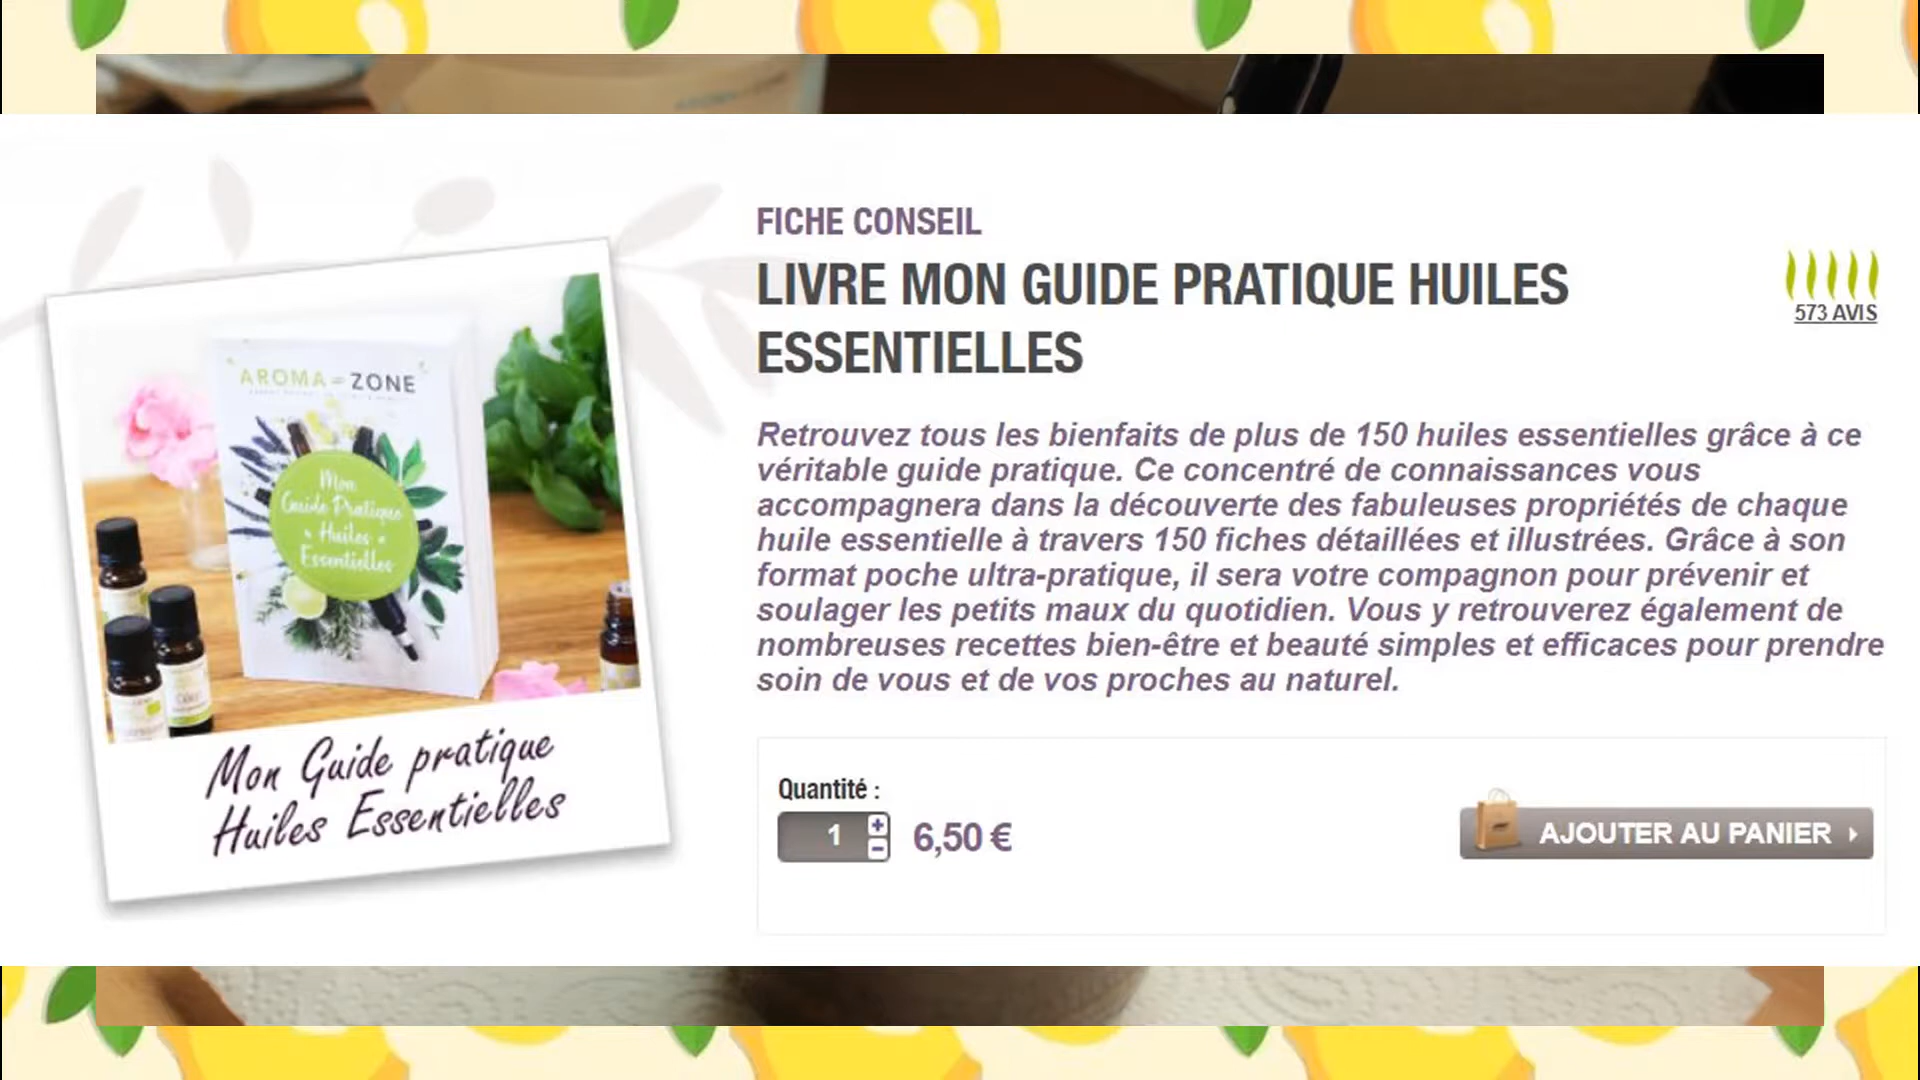 FICHE CONSEIL
LIVRE MON GUIDE PRATIQUE HUILES
ESSENTIELLES
573 AVIS
Retrouvez tous les bienfaits de plus de 150 huiles essentielles grâce à ce
véritable guide pratique. Ce concentré de connaissances vous
accompagnera dans la découverte des fabuleuses propriétés de chaque
huile essentielle à travers 150 fiches détaillées et illustrées. Grâce à son
format poche ultra-pratique, il sera votre compagnon pour prévenir et
soulager les petits maux du quotidien. Vous y retrouverez également de
nombreuses recettes bien-être et beauté simples et efficaces pour prendre
soin de vous et de vos proches au naturel.
AROMA-ZONE
Mon
Guide Pratique
Huiles
Essentielles
Mon Guide pratique
Huiles Essentielles
Quantité :
1
+
-
6,50 €
AJOUTER AU PANIER